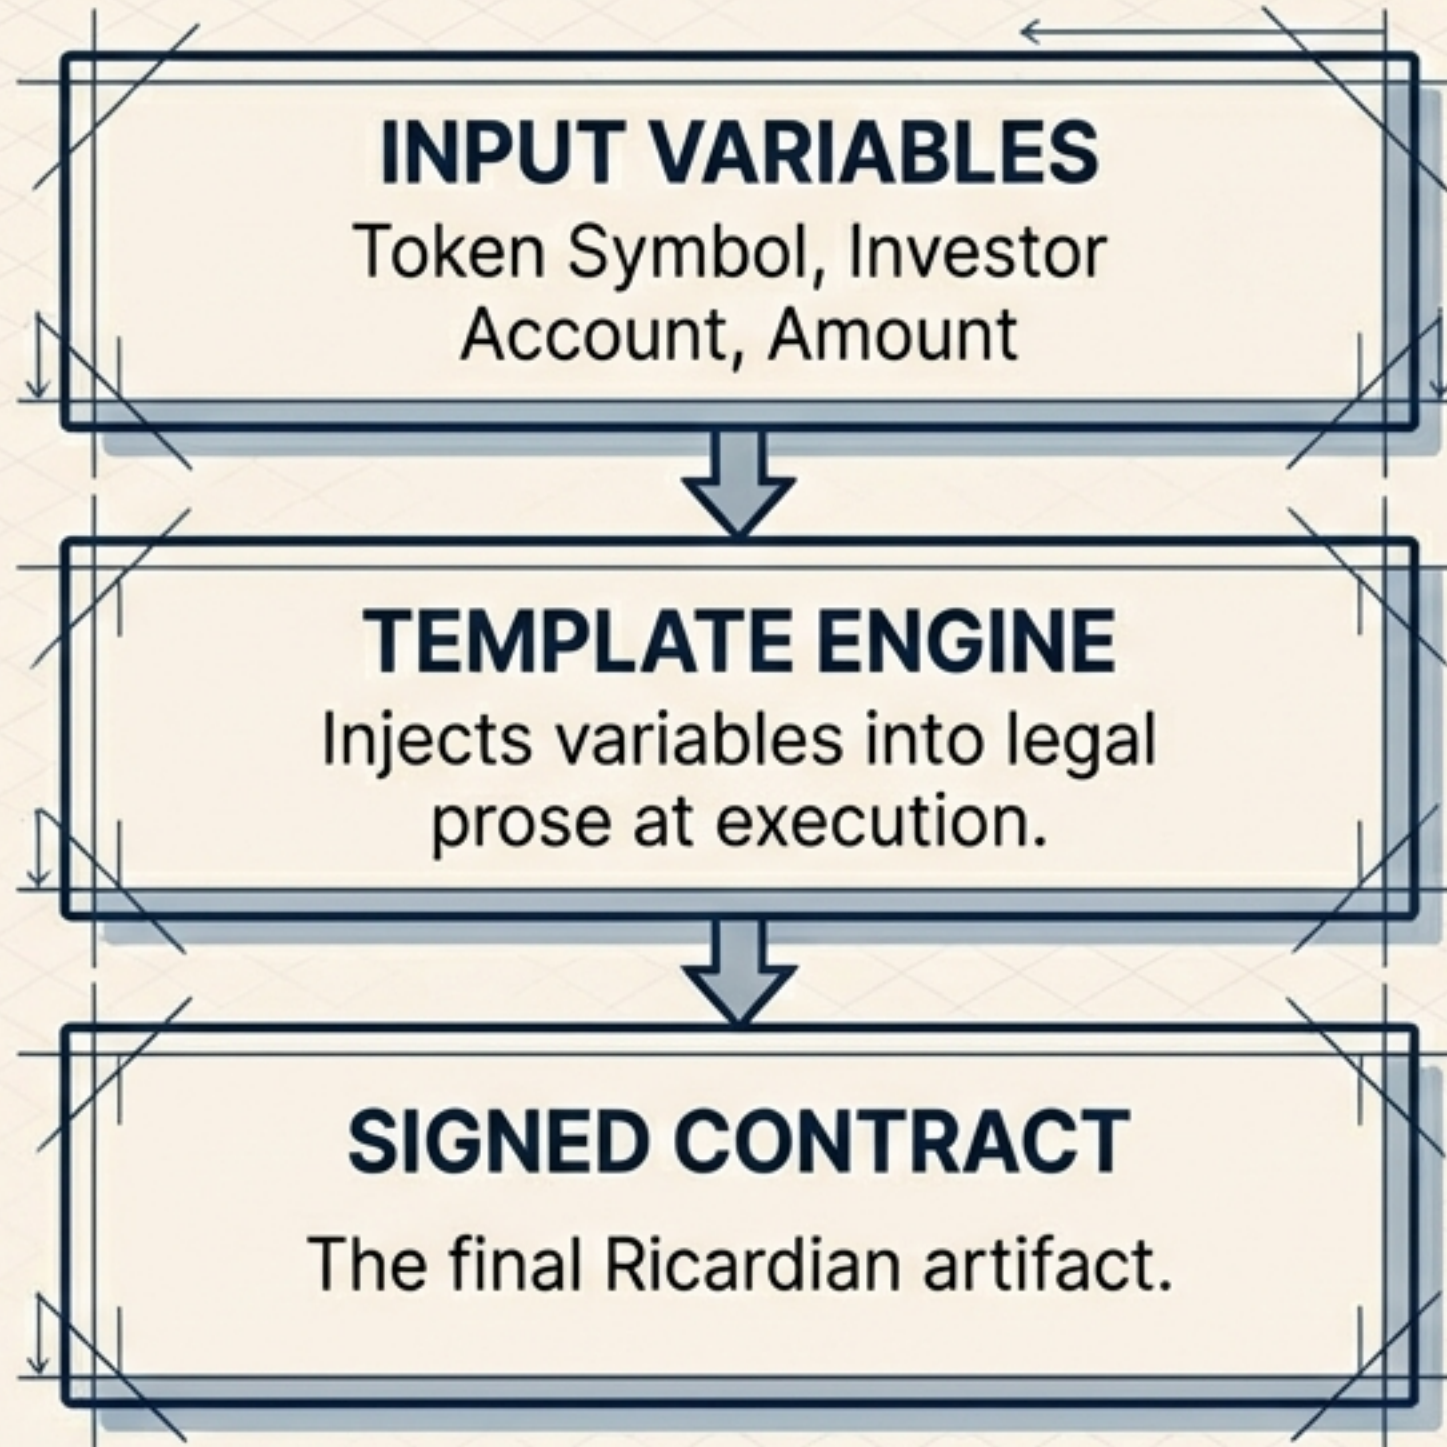 INPUT VARIABLES
Token Symbol, Investor
Account, Amount
TEMPLATE ENGINE
Injects variables into legal
prose at execution.
SIGNED CONTRACT
The final Ricardian artifact.